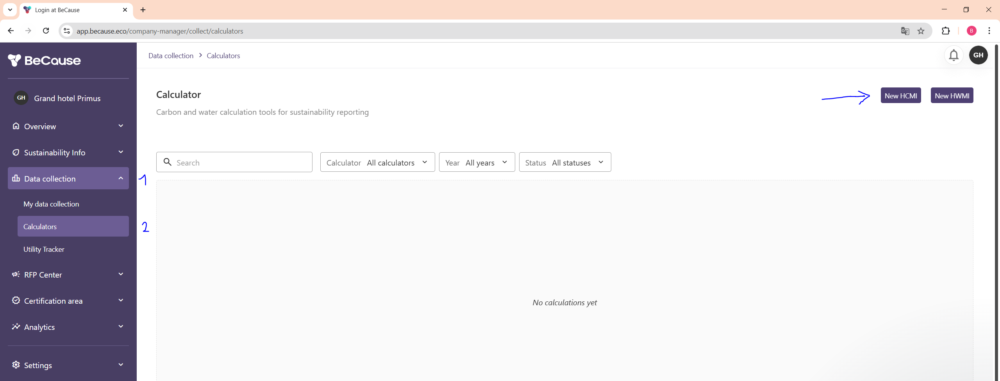 Login at BeCause
app.because.eco/company-manager/collect/calculators
B
BeCause
GH Grand hotel Primus
Overview
Sustainability Info
Data collection 1
My data collection
Calculators 2
Utility Tracker
RFP Center
Certification area
Analytics
Settings
Data collection > Calculators
GH
Calculator
New HCMI New HWMI
Carbon and water calculation tools for sustainability reporting
Search Calculator All calculators Year All years Status All statuses
No calculations yet